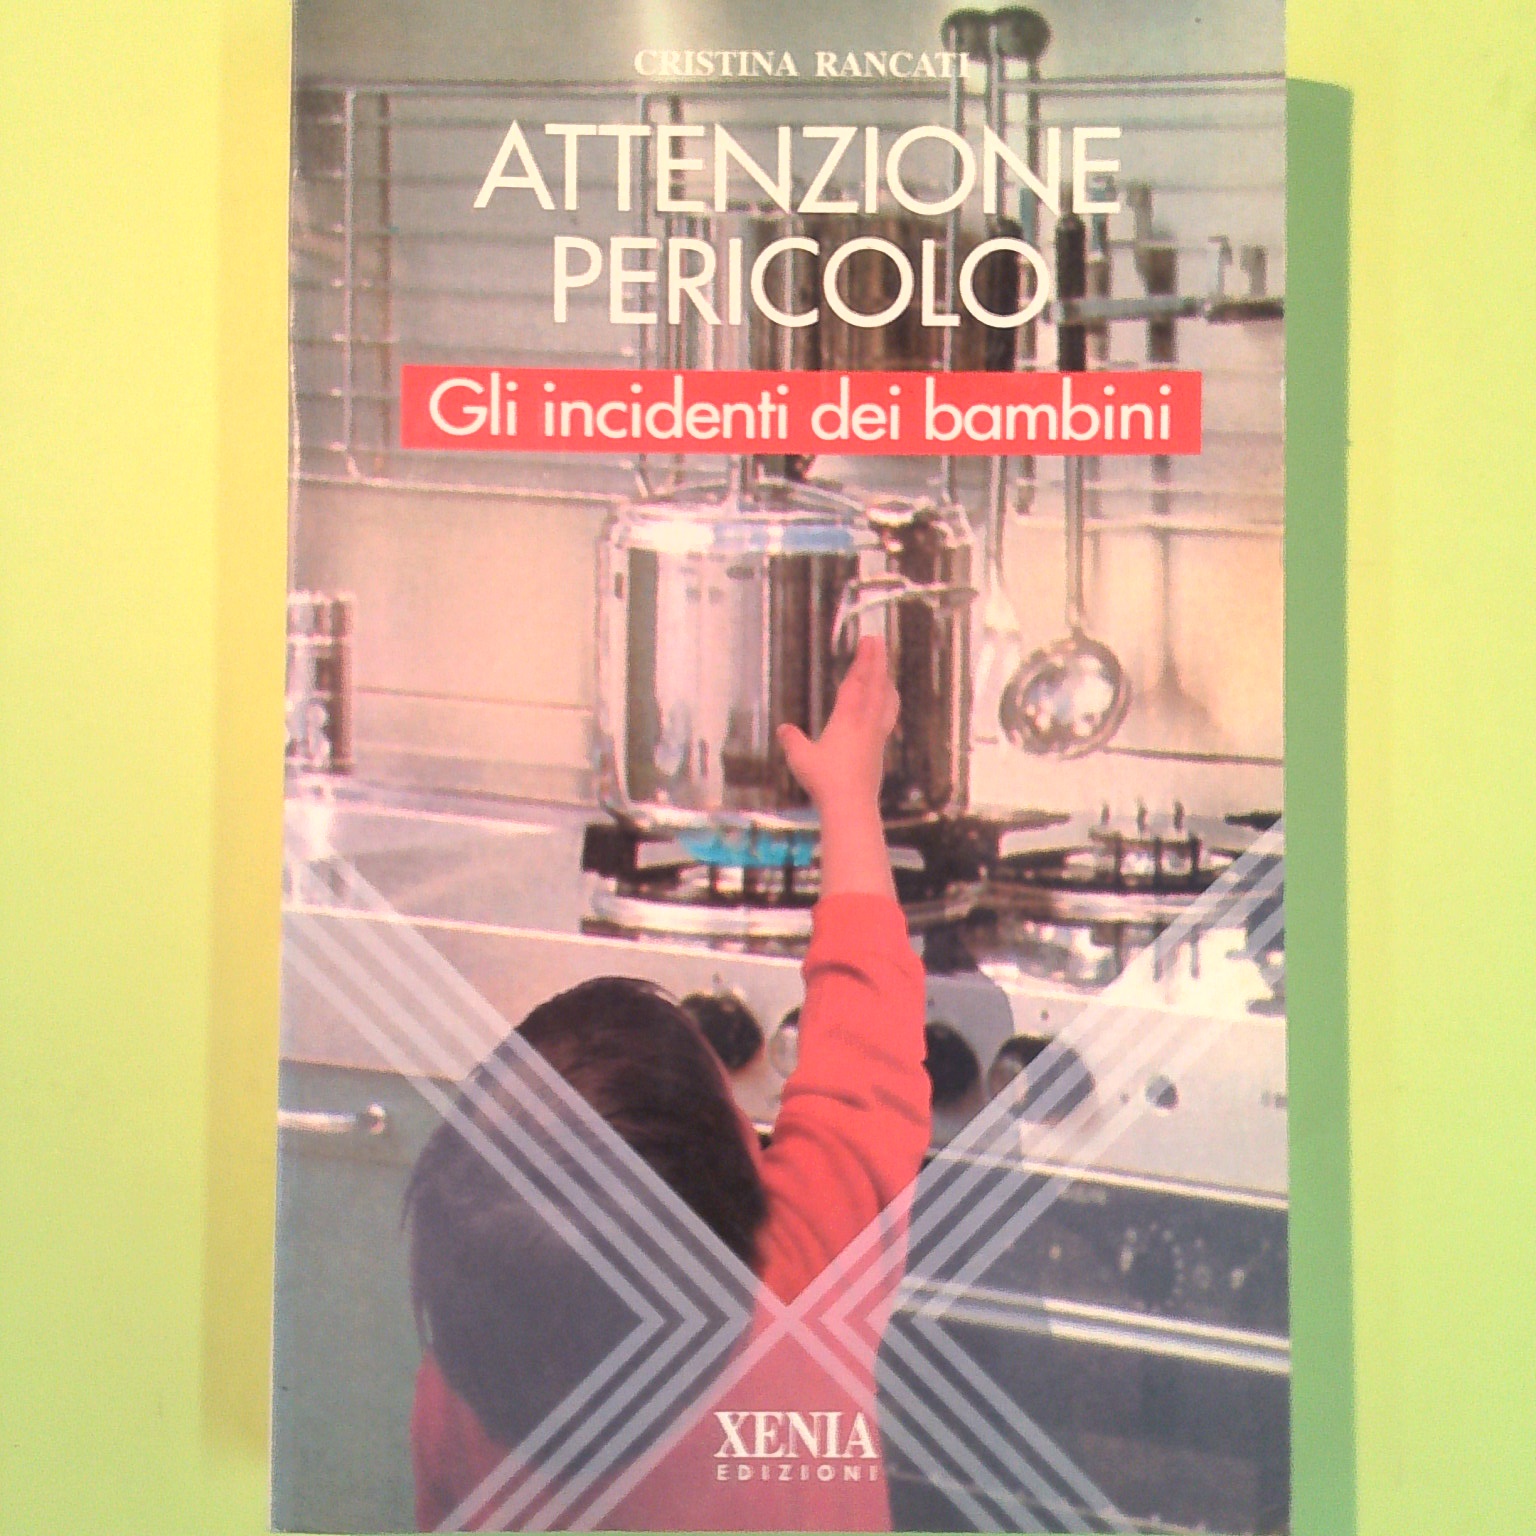 CRISTINA RANCATI
ATTENZIONE
PERICOLO
Gli incidenti dei bambini
XENIA
EDIZIONI